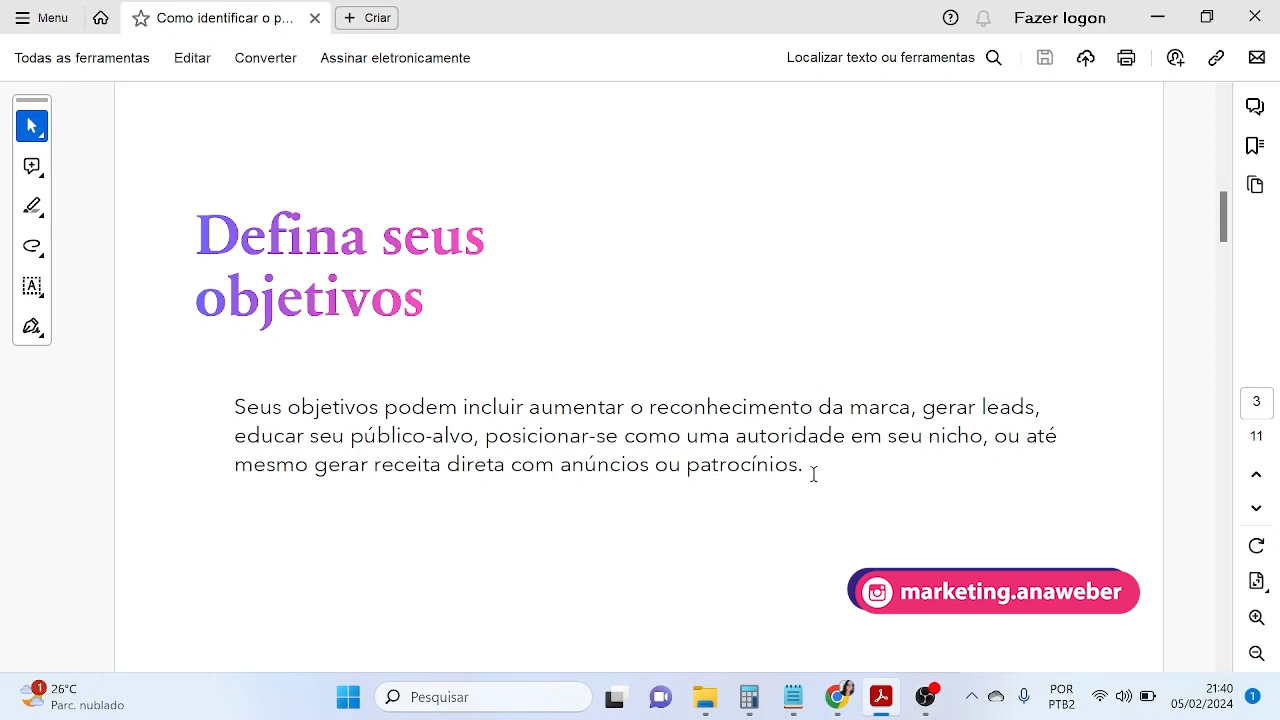 Menu
Como identificar o p...
Criar
Fazer logon
Todas as ferramentas
Editar
Converter
Assinar eletronicamente
Localizar texto ou ferramentas
Defina seus
objetivos
Seus objetivos podem incluir aumentar o reconhecimento da marca, gerar leads,
educar seu público-alvo, posicionar-se como uma autoridade em seu nicho, ou até
mesmo gerar receita direta com anúncios ou patrocínios.
3
11
marketing.anaweber
1
26°C
Parc. nublado
Pesquisar
POR
PTB2
21:40
05/02/2024
1